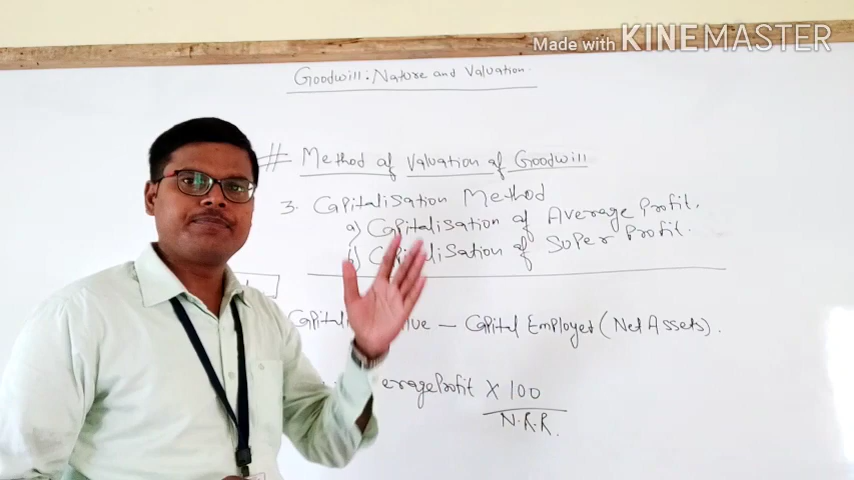 Made with KINEMASTER
Goodwill: Nature and Valuation.
# Method of Valuation of Goodwill
3. Capitalisation Method
a) Capitalisation of Average Profit.
Capitalisation of Super Profit.
— Capital Employed (Net Assets).
Profit X 100
N.R.R.